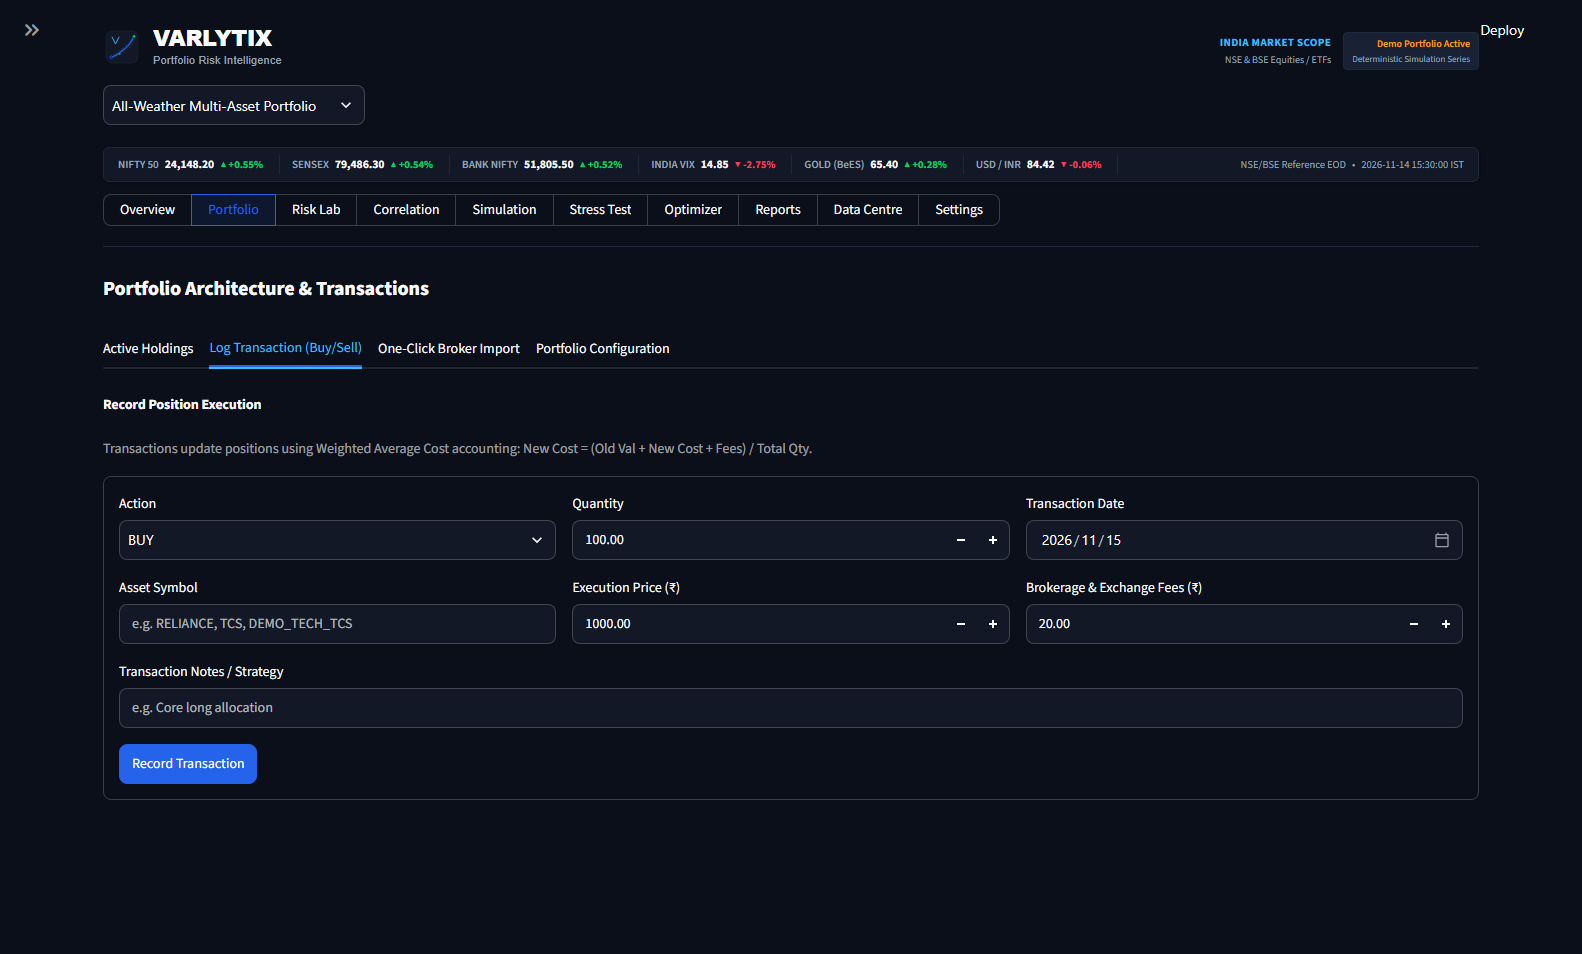 VARLYTIX
Portfolio Risk Intelligence
INDIA MARKET SCOPE
NSE & BSE Equities / ETFs
Demo Portfolio Active
Deterministic Simulation Series
Deploy
All-Weather Multi-Asset Portfolio
NIFTY 50 24,148.20 ▲ +0.55% SENSEX 79,486.30 ▲ +0.54% BANK NIFTY 51,805.50 ▲ +0.52% INDIA VIX 14.85 ▼ -2.75% GOLD (BeES) 65.40 ▲ +0.28% USD / INR 84.42 ▼ -0.06% NSE/BSE Reference EOD • 2026-11-14 15:30:00 IST
Overview Portfolio Risk Lab Correlation Simulation Stress Test Optimizer Reports Data Centre Settings
Portfolio Architecture & Transactions
Active Holdings Log Transaction (Buy/Sell) One-Click Broker Import Portfolio Configuration
Record Position Execution
Transactions update positions using Weighted Average Cost accounting: New Cost = (Old Val + New Cost + Fees) / Total Qty.
Action Quantity Transaction Date
BUY 100.00 2026/11/15
Asset Symbol Execution Price (₹) Brokerage & Exchange Fees (₹)
e.g. RELIANCE, TCS, DEMO_TECH_TCS 1000.00 20.00
Transaction Notes / Strategy
e.g. Core long allocation
Record Transaction